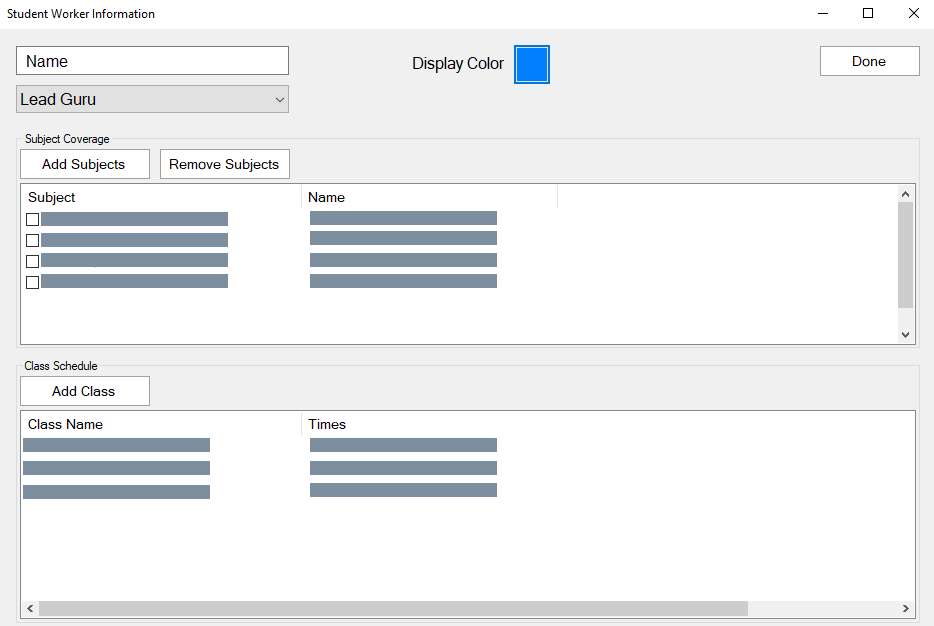 Student Worker Information
Name
Display Color
Done
Lead Guru
Subject Coverage
Add Subjects
Remove Subjects
Subject
Name
Class Schedule
Add Class
Class Name
Times